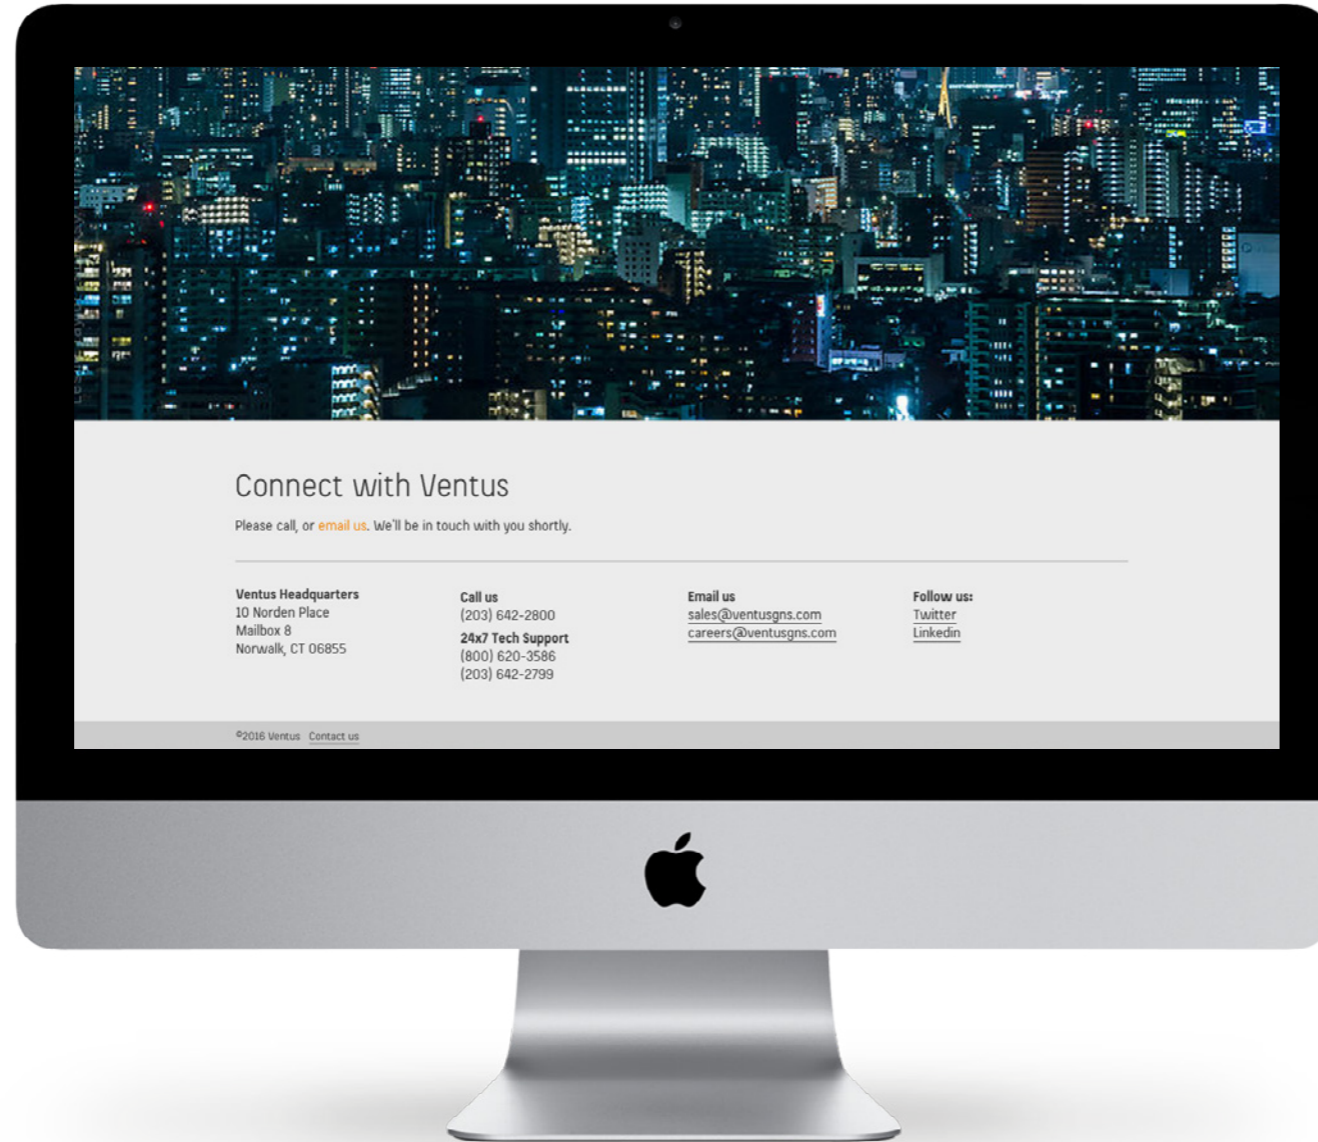 Connect with Ventus
Please call, or email us. We'll be in touch with you shortly.
Ventus Headquarters
10 Norden Place
Mailbox 8
Norwalk, CT 06855
Call us
(203) 642-2800
24x7 Tech Support
(800) 620-3586
(203) 642-2799
Email us
sales@ventusgns.com
careers@ventusgns.com
Follow us:
Twitter
Linkedin
©2016 Ventus Contact us